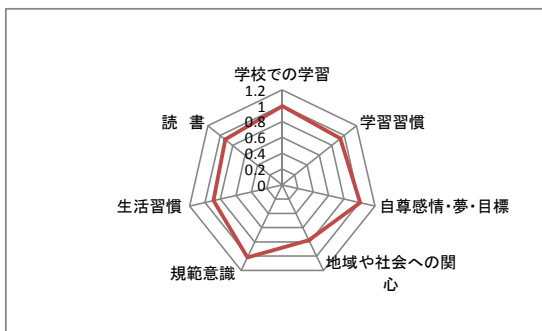 学校での学習
1.2
1
0.8
0.6
0.4
0.2
0
学習習慣
自尊感情・夢・目標
地域や社会への関
心
規範意識
生活習慣
読 書